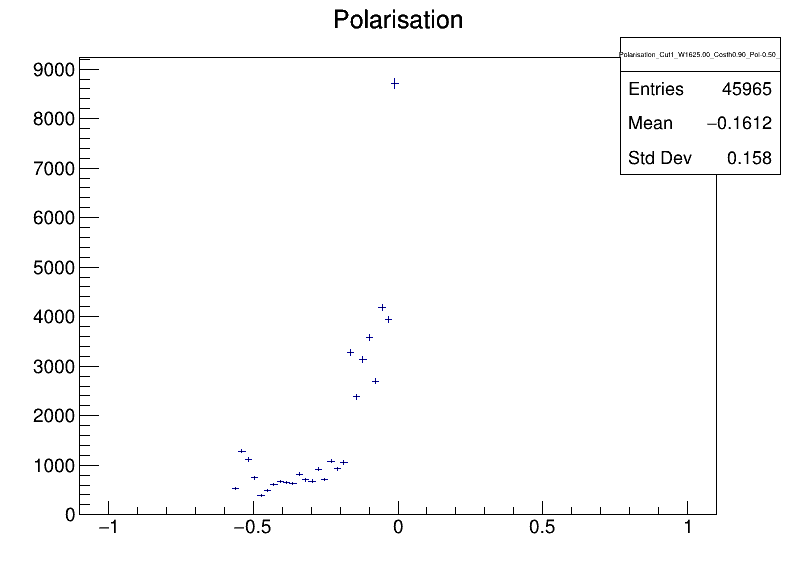 Polarisation
Polarisation_Cut1_W1625.00_Costh0.90_Pol-0.50_
Entries 45965
Mean −0.1612
Std Dev 0.158
9000
8000
7000
6000
5000
4000
3000
2000
1000
0
−1 −0.5 0 0.5 1